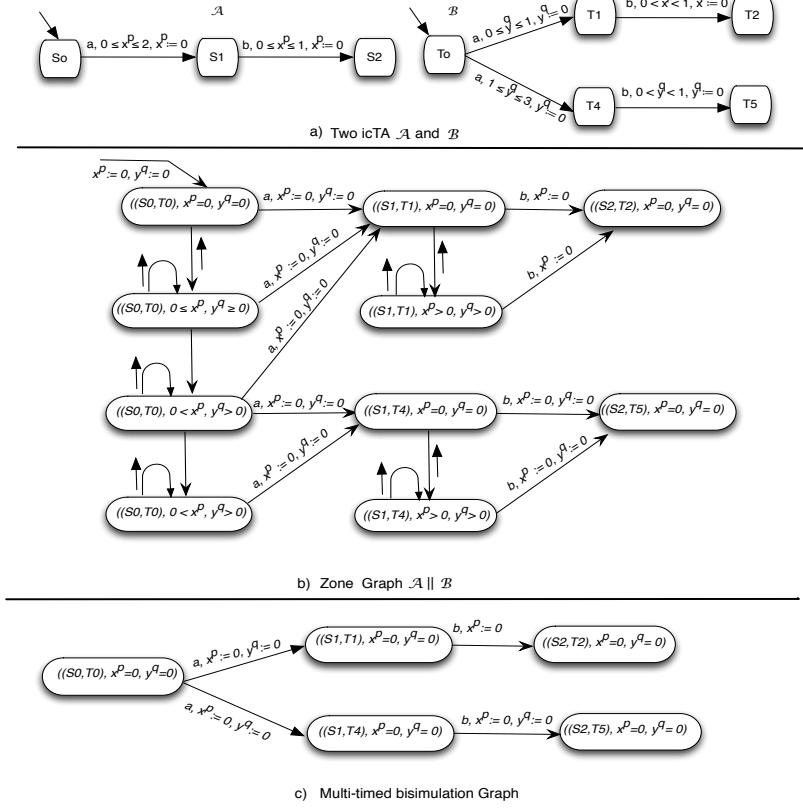 𝒜
ℬ
So
a, 0 ≤ x^p ≤ 2, x^p := 0
S1
b, 0 ≤ x^p ≤ 1, x^p := 0
S2
To
a, 0 ≤ y^q ≤ 1, y^q := 0
T1
T2
a, 1 ≤ y^q ≤ 3, y^q := 0
T4
b, 0 < y^q < 1, y^q := 0
T5
a) Two icTA 𝒜 and ℬ
x^p := 0, y^q := 0
((S0,T0), x^p=0, y^q=0)
a, x^p := 0, y^q := 0
((S1,T1), x^p=0, y^q = 0)
b, x^p := 0
((S2,T2), x^p=0, y^q = 0)
a, x^p := 0, y^q := 0
b, x^p := 0
((S0,T0), 0 ≤ x^p, y^q ≥ 0)
((S1,T1), x^p > 0, y^q > 0)
a, x^p := 0, y^q := 0
((S0,T0), 0 < x^p, y^q > 0)
a, x^p := 0, y^q := 0
((S1,T4), x^p=0, y^q = 0)
b, x^p := 0, y^q := 0
((S2,T5), x^p=0, y^q = 0)
a, x^p := 0, y^q := 0
b, x^p := 0, y^q := 0
((S0,T0), 0 < x^p, y^q > 0)
((S1,T4), x^p > 0, y^q > 0)
b) Zone Graph 𝒜 || ℬ
((S0,T0), x^p=0, y^q=0)
a, x^p := 0, y^q := 0
((S1,T1), x^p=0, y^q = 0)
b, x^p := 0
((S2,T2), x^p=0, y^q = 0)
a, x^p := 0, y^q := 0
((S1,T4), x^p=0, y^q = 0)
b, x^p := 0, y^q := 0
((S2,T5), x^p=0, y^q = 0)
c) Multi-timed bisimulation Graph